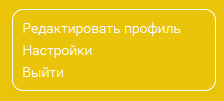 Редактировать профиль
Настройки
Выйти